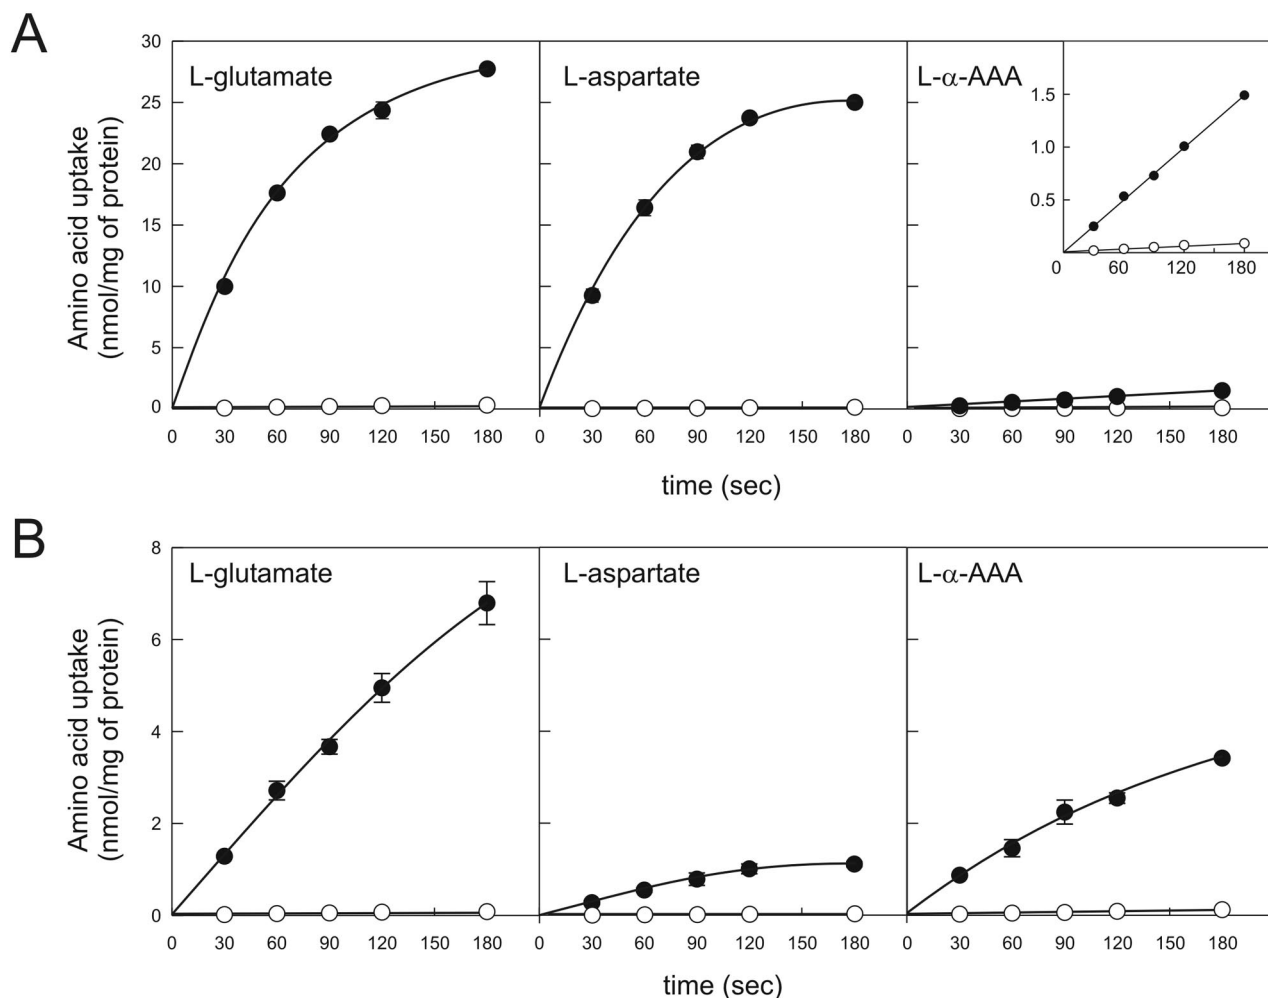 A
Amino acid uptake
(nmol/mg of protein)
30
25
20
15
10
5
0
L-glutamate
L-aspartate
L-α-AAA
1.5
1.0
0.5
0 60 120 180
0 30 60 90 120 150 180
0 30 60 90 120 150 180
0 30 60 90 120 150 180
time (sec)
B
Amino acid uptake
(nmol/mg of protein)
8
6
4
2
0
L-glutamate
L-aspartate
L-α-AAA
0 30 60 90 120 150 180
0 30 60 90 120 150 180
0 30 60 90 120 150 180
time (sec)